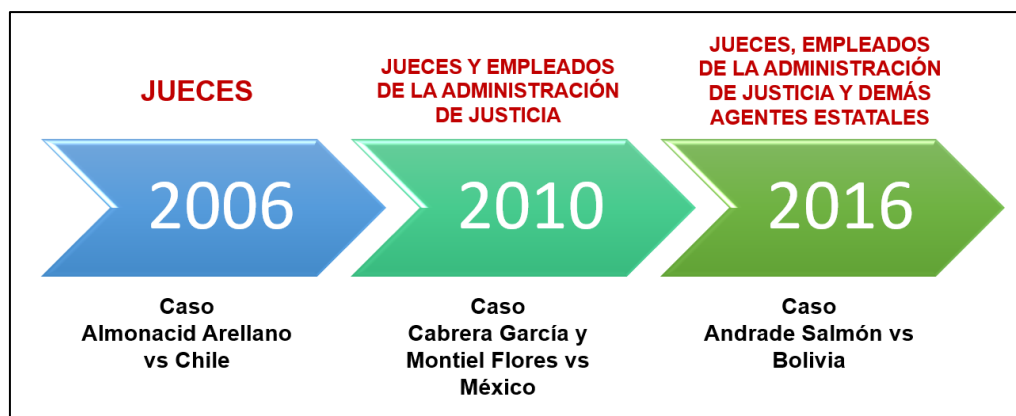 JUECES
JUECES Y EMPLEADOS
DE LA ADMINISTRACIÓN
DE JUSTICIA
JUECES, EMPLEADOS
DE LA ADMINISTRACIÓN
DE JUSTICIA Y DEMÁS
AGENTES ESTATALES
2006
2010
2016
Caso
Almonacid Arellano
vs Chile
Caso
Cabrera García y
Montiel Flores vs
México
Caso
Andrade Salmón vs
Bolivia